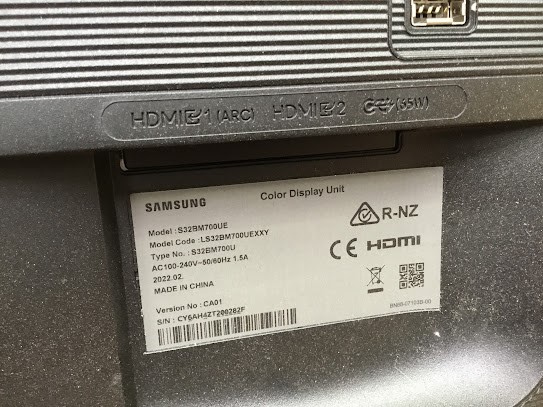 HDMI 1 (ARC) HDMI 2 (65W)
SAMSUNG
Color Display Unit
Model : S32BM700UE
Model Code : LS32BM700UEXXY
Type No. : S32BM700U
AC100-240V~50/60Hz 1.5A
2022.02.
MADE IN CHINA
R-NZ
CE HDMI
Version No : CA01
S/N : CY6AH4ZT200282F